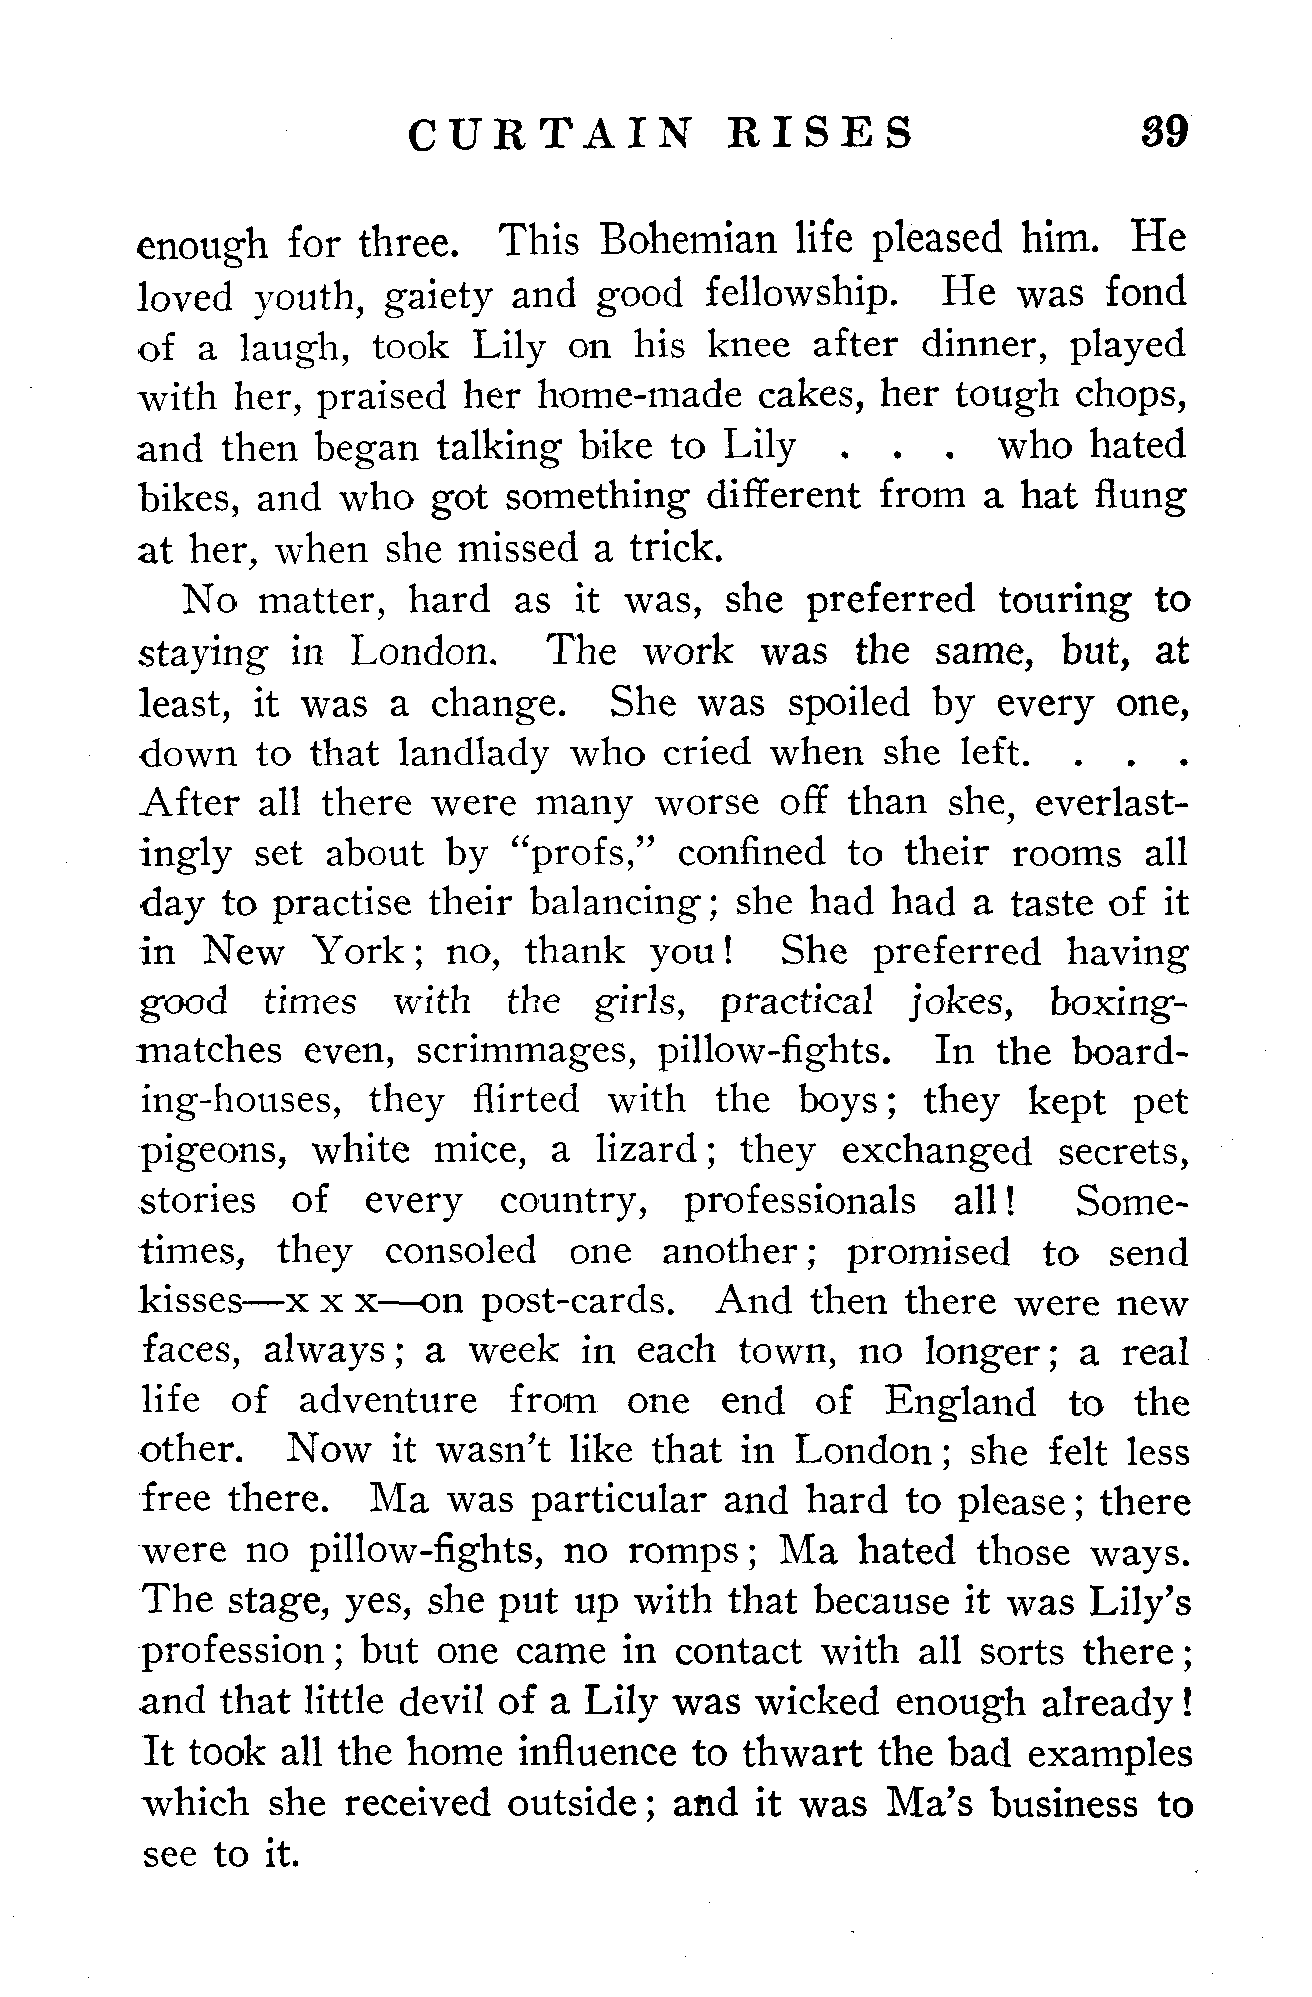 CURTAIN RISES 39
enough for three. This Bohemian life pleased him. He
loved youth, gaiety and good fellowship. He was fond
of a laugh, took Lily on his knee after dinner, played
with her, praised her home-made cakes, her tough chops,
and then began talking bike to Lily . . . who hated
bikes, and who got something different from a hat flung
at her, when she missed a trick.
No matter, hard as it was, she preferred touring to
staying in London. The work was the same, but, at
least, it was a change. She was spoiled by every one,
down to that landlady who cried when she left. . . .
After all there were many worse off than she, everlast-
ingly set about by “profs,” confined to their rooms all
day to practise their balancing; she had had a taste of it
in New York; no, thank you! She preferred having
good times with the girls, practical jokes, boxing-
matches even, scrimmages, pillow-fights. In the board-
ing-houses, they flirted with the boys; they kept pet
pigeons, white mice, a lizard; they exchanged secrets,
stories of every country, professionals all! Some-
times, they consoled one another; promised to send
kisses—x x x—on post-cards. And then there were new
faces, always; a week in each town, no longer; a real
life of adventure from one end of England to the
other. Now it wasn’t like that in London; she felt less
free there. Ma was particular and hard to please; there
were no pillow-fights, no romps; Ma hated those ways.
The stage, yes, she put up with that because it was Lily’s
profession; but one came in contact with all sorts there;
and that little devil of a Lily was wicked enough already!
It took all the home influence to thwart the bad examples
which she received outside; and it was Ma’s business to
see to it.